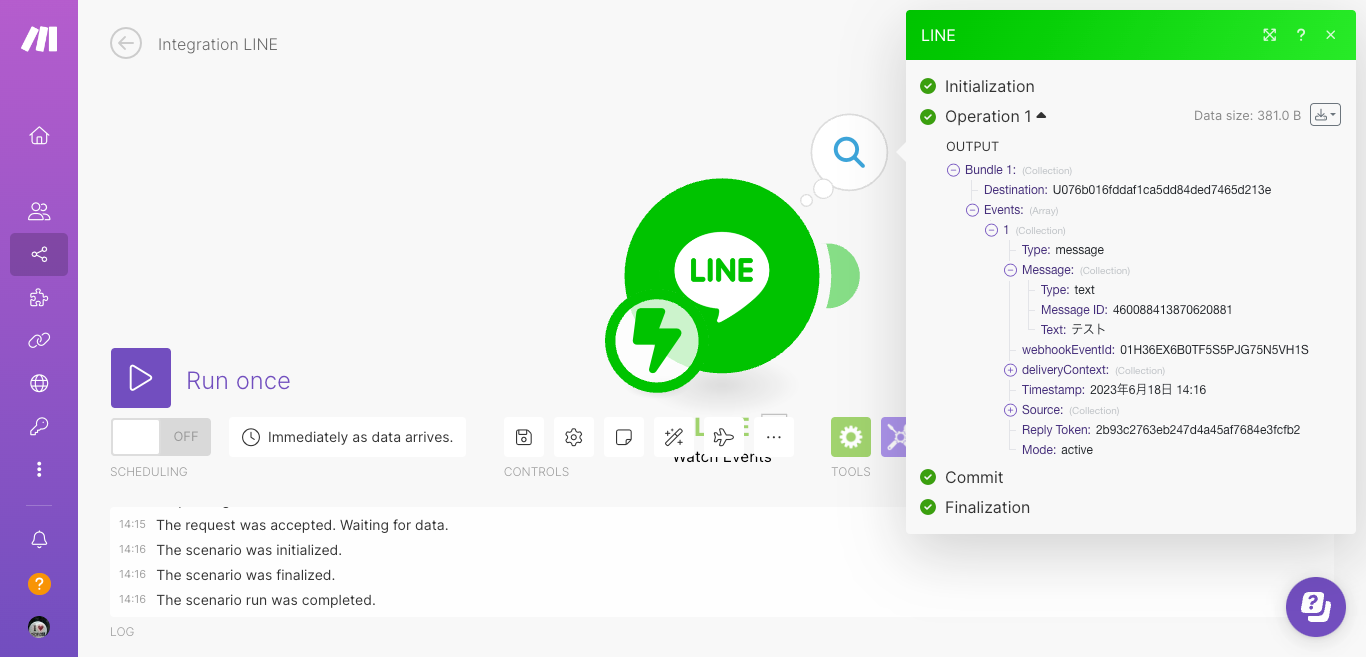 Integration LINE
LINE
?
Initialization
Operation 1
Data size: 381.0 B
OUTPUT
Bundle 1: (Collection)
Destination: U076b016fddaf1ca5dd84ded7465d213e
Events: (Array)
1 (Collection)
Type: message
Message: (Collection)
Type: text
Message ID: 460088413870620881
Text: テスト
webhookEventId: 01H36EX6B0TF5S5PJG75N5VH1S
deliveryContext: (Collection)
Timestamp: 2023年6月18日 14:16
Source: (Collection)
Reply Token: 2b93c2763eb247d4a45af7684e3fcfb2
Mode: active
Commit
Finalization
LINE
Run once
OFF
Immediately as data arrives.
Watch Events
SCHEDULING
CONTROLS
TOOLS
14:15 The request was accepted. Waiting for data.
14:16 The scenario was initialized.
14:16 The scenario was finalized.
14:16 The scenario run was completed.
LOG
?
?